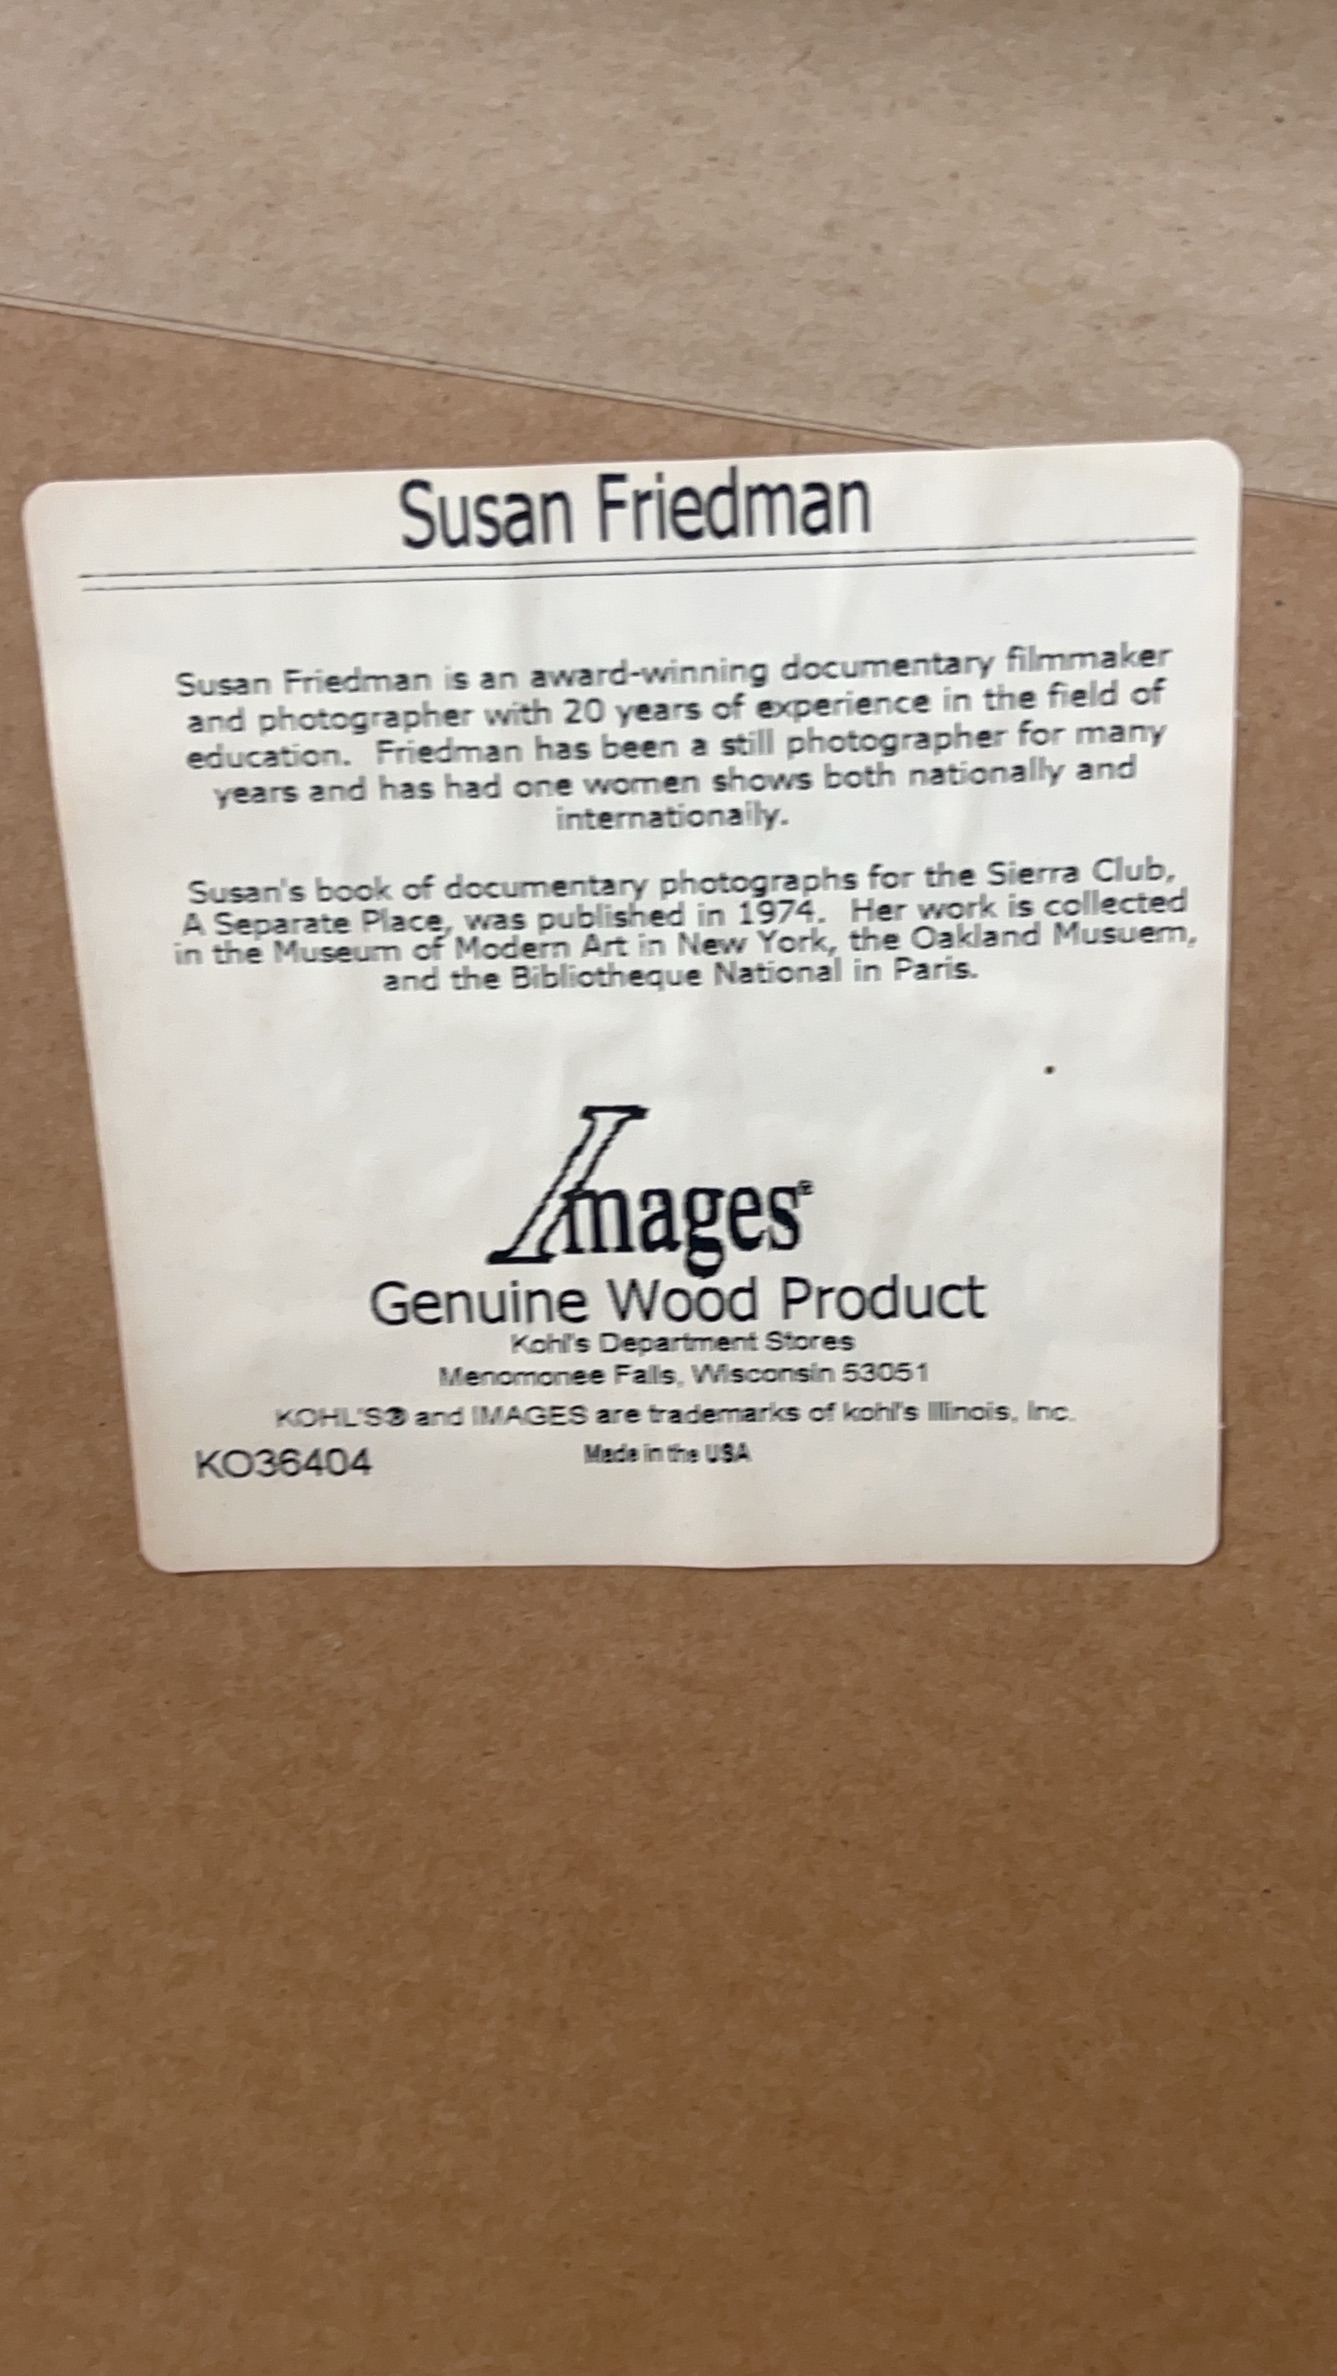 Susan Friedman
Susan Friedman is an award-winning documentary filmmaker
and photographer with 20 years of experience in the field of
education.  Friedman has been a still photographer for many
years and has had one women shows both nationally and
internationally.
Susan's book of documentary photographs for the Sierra Club,
A Separate Place, was published in 1974.  Her work is collected
in the Museum of Modern Art in New York, the Oakland Musuem,
and the Bibliotheque National in Paris.
Images®
Genuine Wood Product
Kohl's Department Stores
Menomonee Falls, Wisconsin 53051
KOHL'S® and IMAGES are trademarks of kohl's Illinois, Inc.
KO36404 Made in the USA